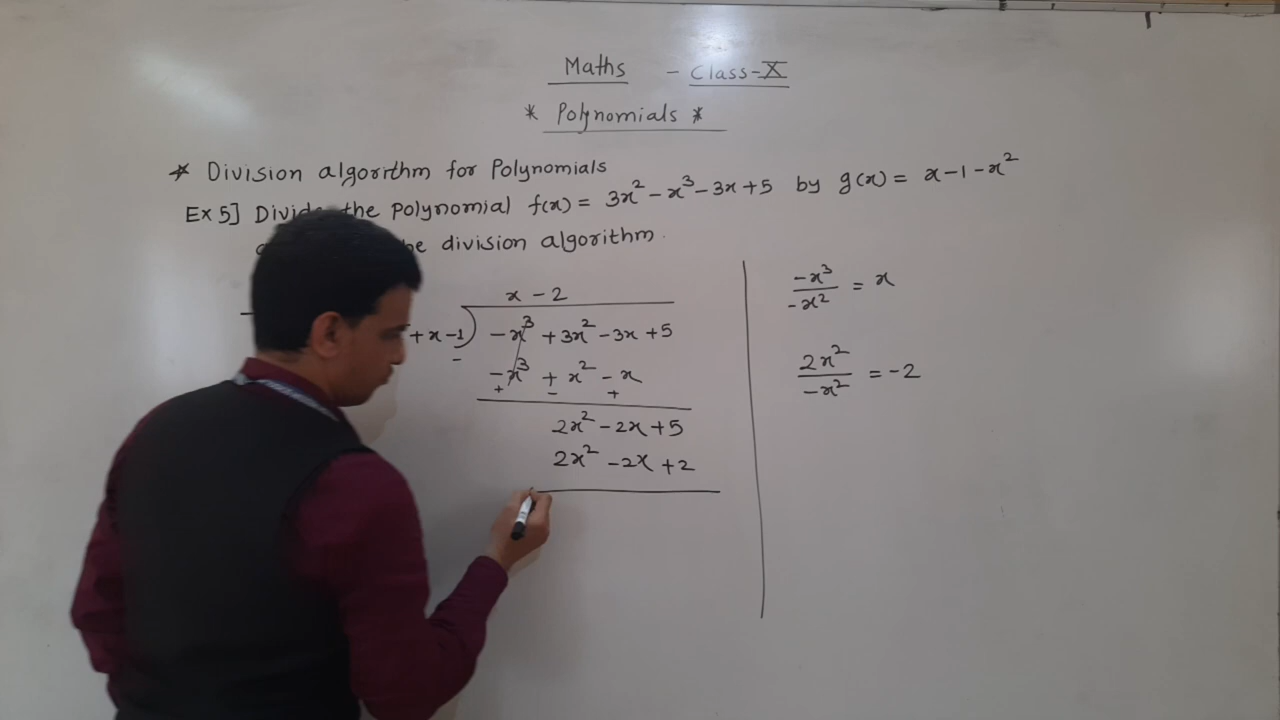 Maths - Class-X
* Polynomials *
* Division algorithm for Polynomials
Ex 5] Divide the Polynomial f(x) = 3x² - x³ - 3x + 5 by g(x) = x - 1 - x²
the division algorithm.
x - 2
+ x - 1 ) - x³ + 3x² - 3x + 5
-
- x³ + x² - x
+ - +
2x² - 2x + 5
2x² - 2x + 2
-x³ / -x² = x
2x² / -x² = -2